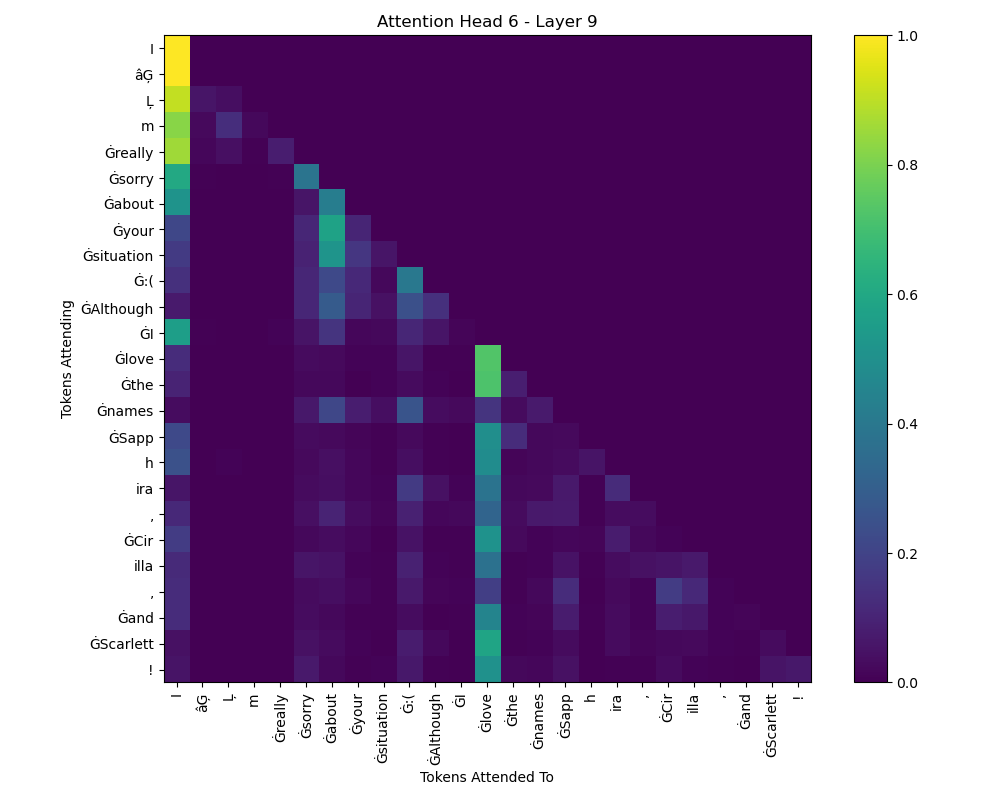 Attention Head 6 - Layer 9
Tokens Attending
I
âĢ
Ļ
m
Ġreally
Ġsorry
Ġabout
Ġyour
Ġsituation
Ġ:(
ĠAlthough
ĠI
Ġlove
Ġthe
Ġnames
ĠSapp
h
ira
,
ĠCir
illa
,
Ġand
ĠScarlett
!
I
âĢ
Ļ
m
Ġreally
Ġsorry
Ġabout
Ġyour
Ġsituation
Ġ:(
ĠAlthough
ĠI
Ġlove
Ġthe
Ġnames
ĠSapp
h
ira
,
ĠCir
illa
,
Ġand
ĠScarlett
!
Tokens Attended To
1.0
0.8
0.6
0.4
0.2
0.0